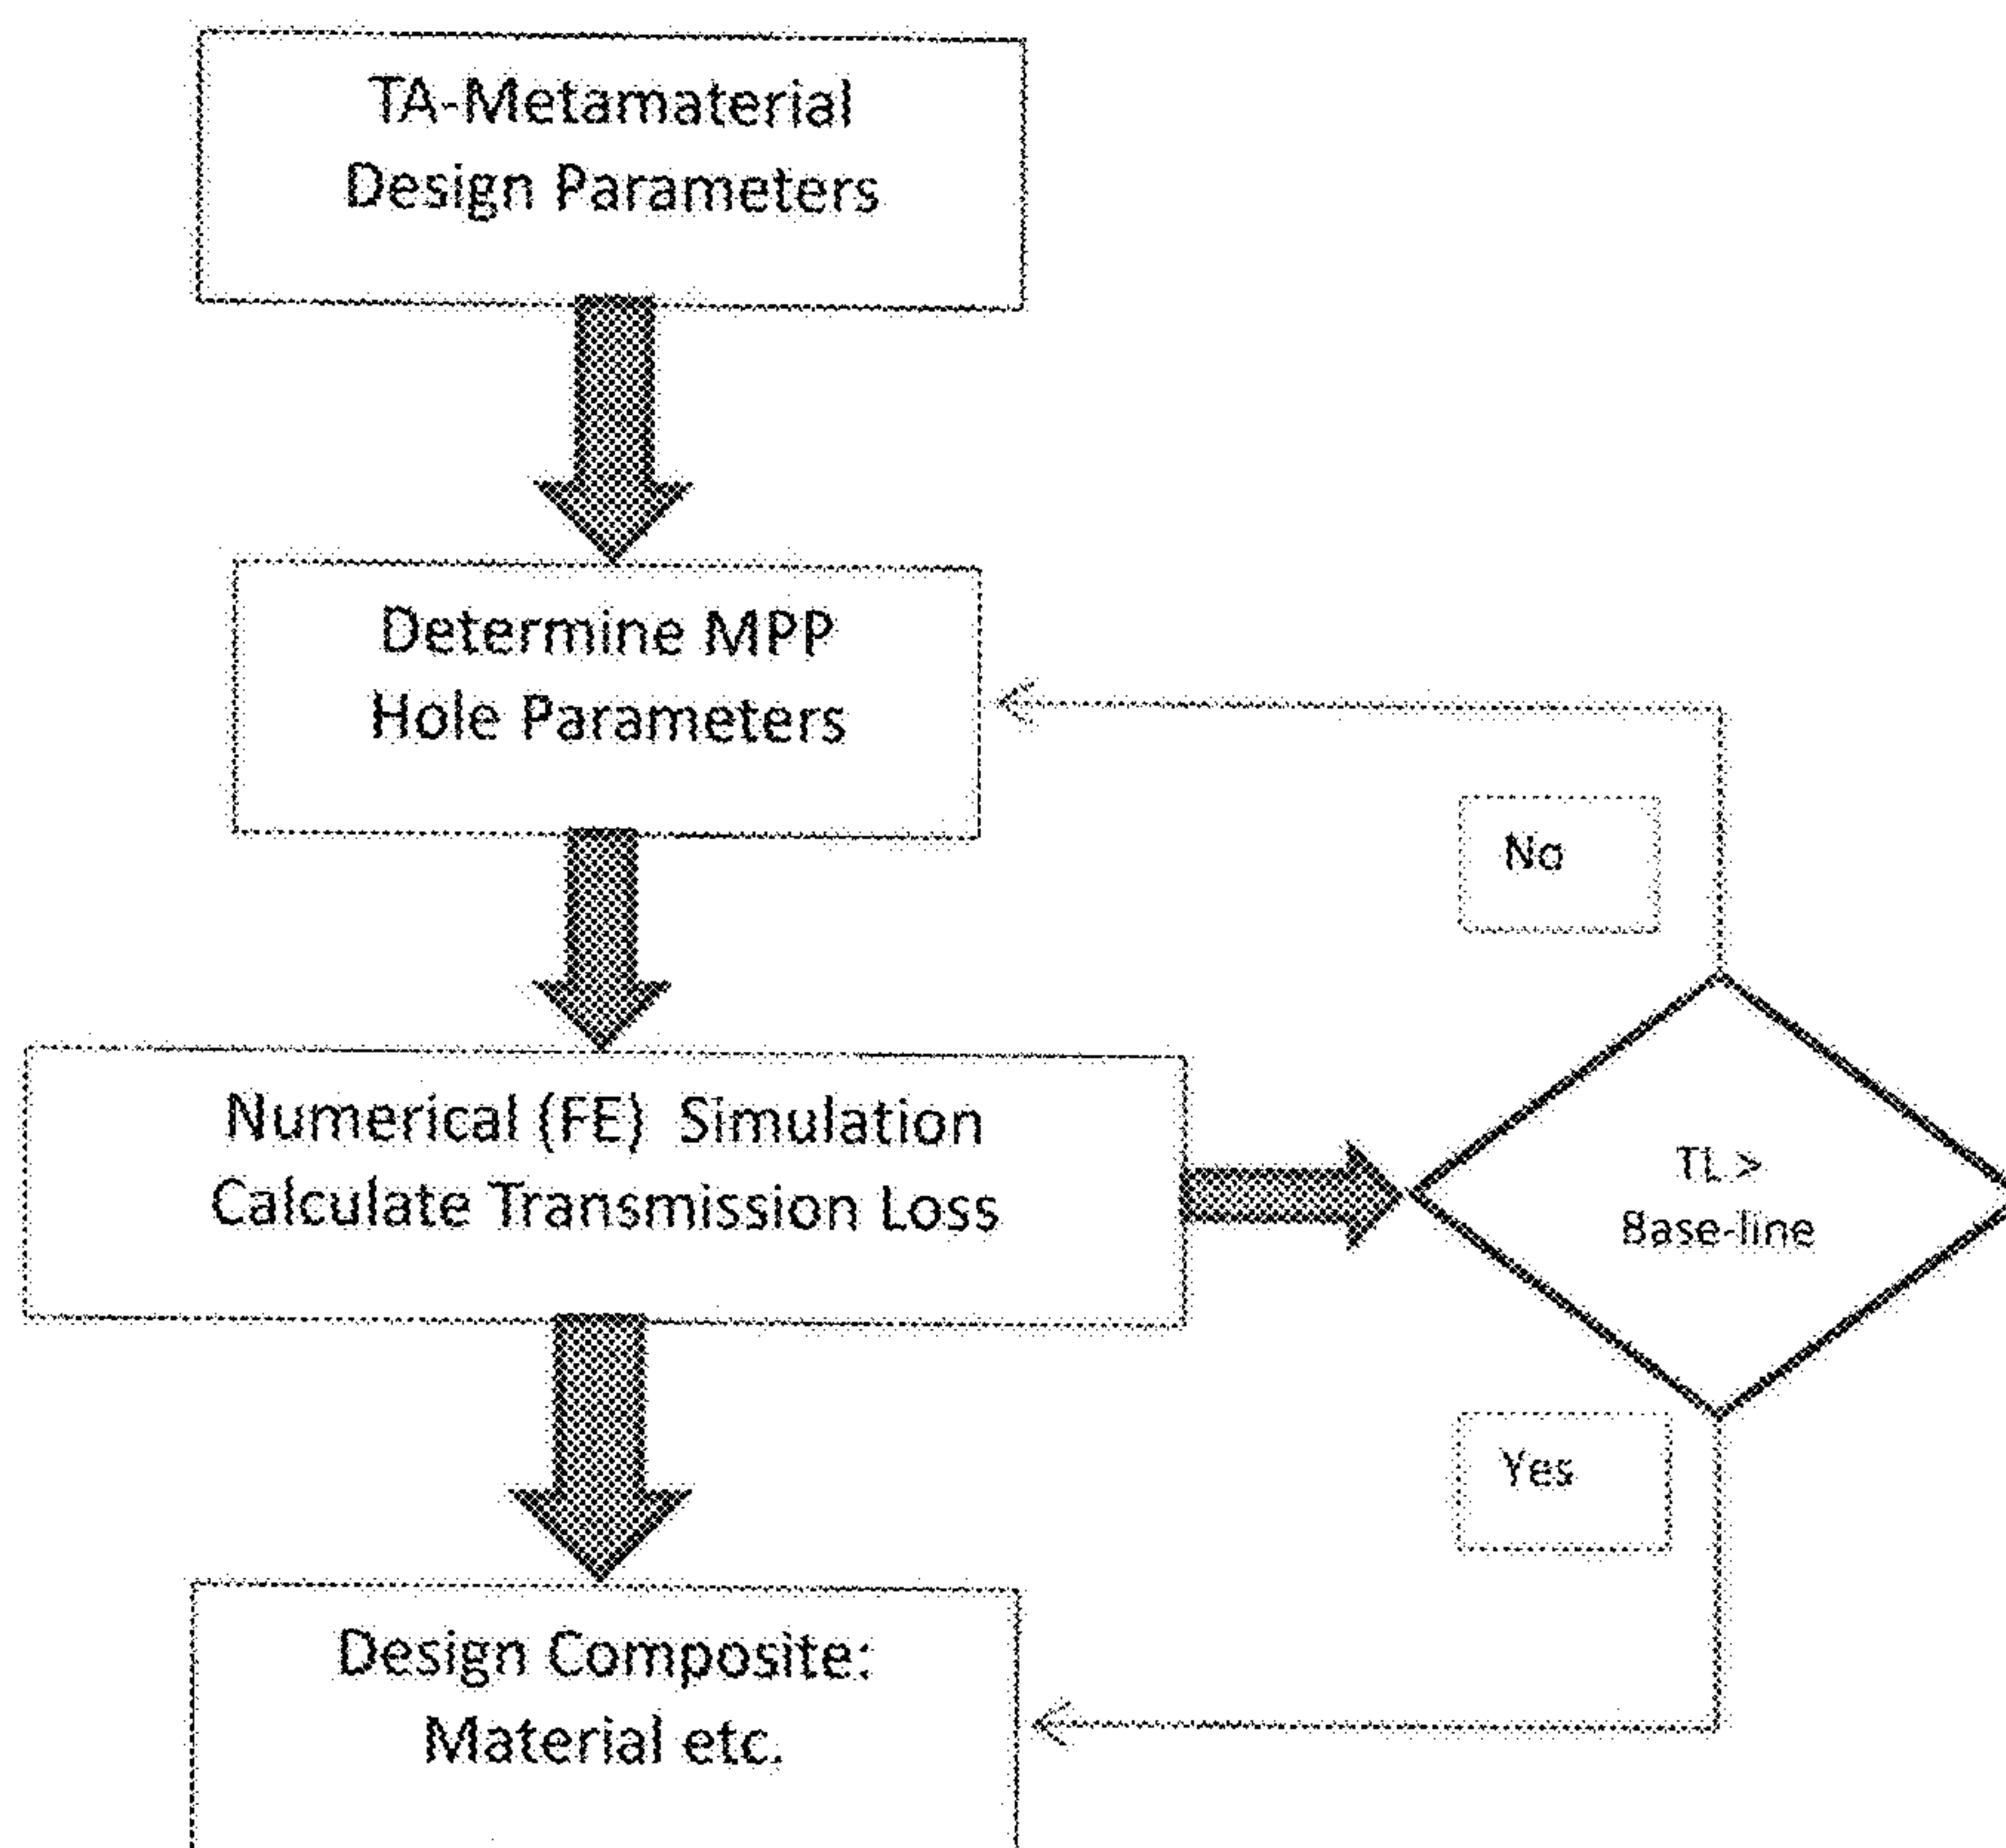 TA-Metamaterial
Design Parameters
Determine MPP
Hole Parameters
No
Numerical (FE) Simulation
Calculate Transmission Loss
TL >
Base-line
Yes
Design Composite:
Material etc.